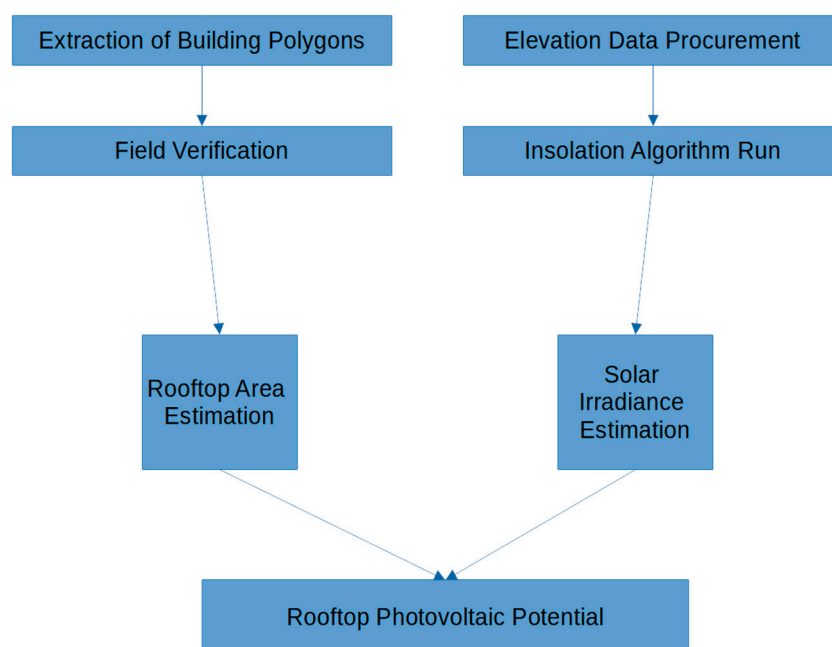 Extraction of Building Polygons
Elevation Data Procurement
Field Verification
Insolation Algorithm Run
Rooftop Area
Estimation
Solar
Irradiance
Estimation
Rooftop Photovoltaic Potential